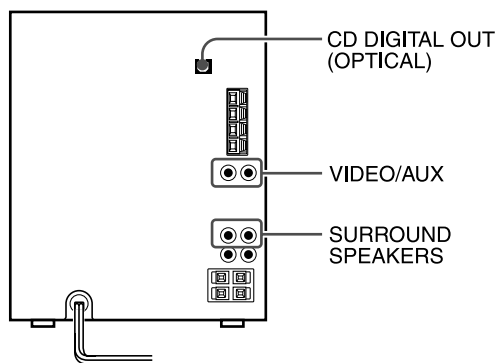 CD DIGITAL OUT
(OPTICAL)
VIDEO/AUX
SURROUND
SPEAKERS